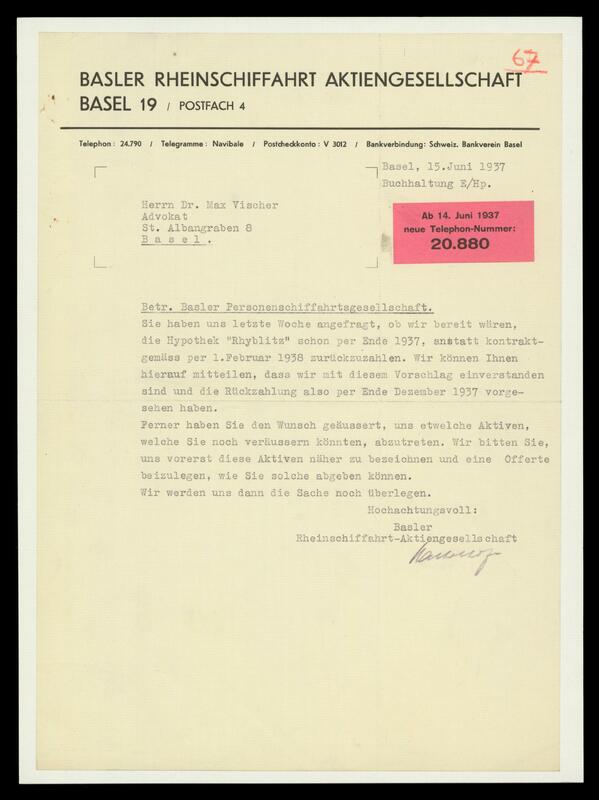 67
BASLER RHEINSCHIFFAHRT AKTIENGESELLSCHAFT
BASEL 19 / POSTFACH 4
Telephon: 24.790 / Telegramme: Navibale / Postcheckkonto: V 3012 / Bankverbindung: Schweiz. Bankverein Basel
Basel, 15.Juni 1937
Buchhaltung E/Hp.
Herrn Dr. Max Vischer
Advokat
St. Albangraben 8
B a s e l .
Ab 14. Juni 1937
neue Telephon-Nummer:
20.880
Betr. Basler Personenschiffahrtsgesellschaft.
Sie haben uns letzte Woche angefragt, ob wir bereit wären,
die Hypothek "Rhyblitz" schon per Ende 1937, anstatt kontrakt-
gemäss per 1.Februar 1938 zurückzuzahlen. Wir können Ihnen
hierauf mitteilen, dass wir mit diesem Vorschlag einverstanden
sind und die Rückzahlung also per Ende Dezember 1937 vorge-
sehen haben.
Ferner haben Sie den Wunsch geäussert, uns etwelche Aktiven,
welche Sie noch veräussern könnten, abzutreten. Wir bitten Sie,
uns vorerst diese Aktiven näher zu bezeichnen und eine Offerte
beizulegen, wie Sie solche abgeben können.
Wir werden uns dann die Sache noch überlegen.
Hochachtungsvoll:
Basler
Rheinschiffahrt-Aktiengesellschaft